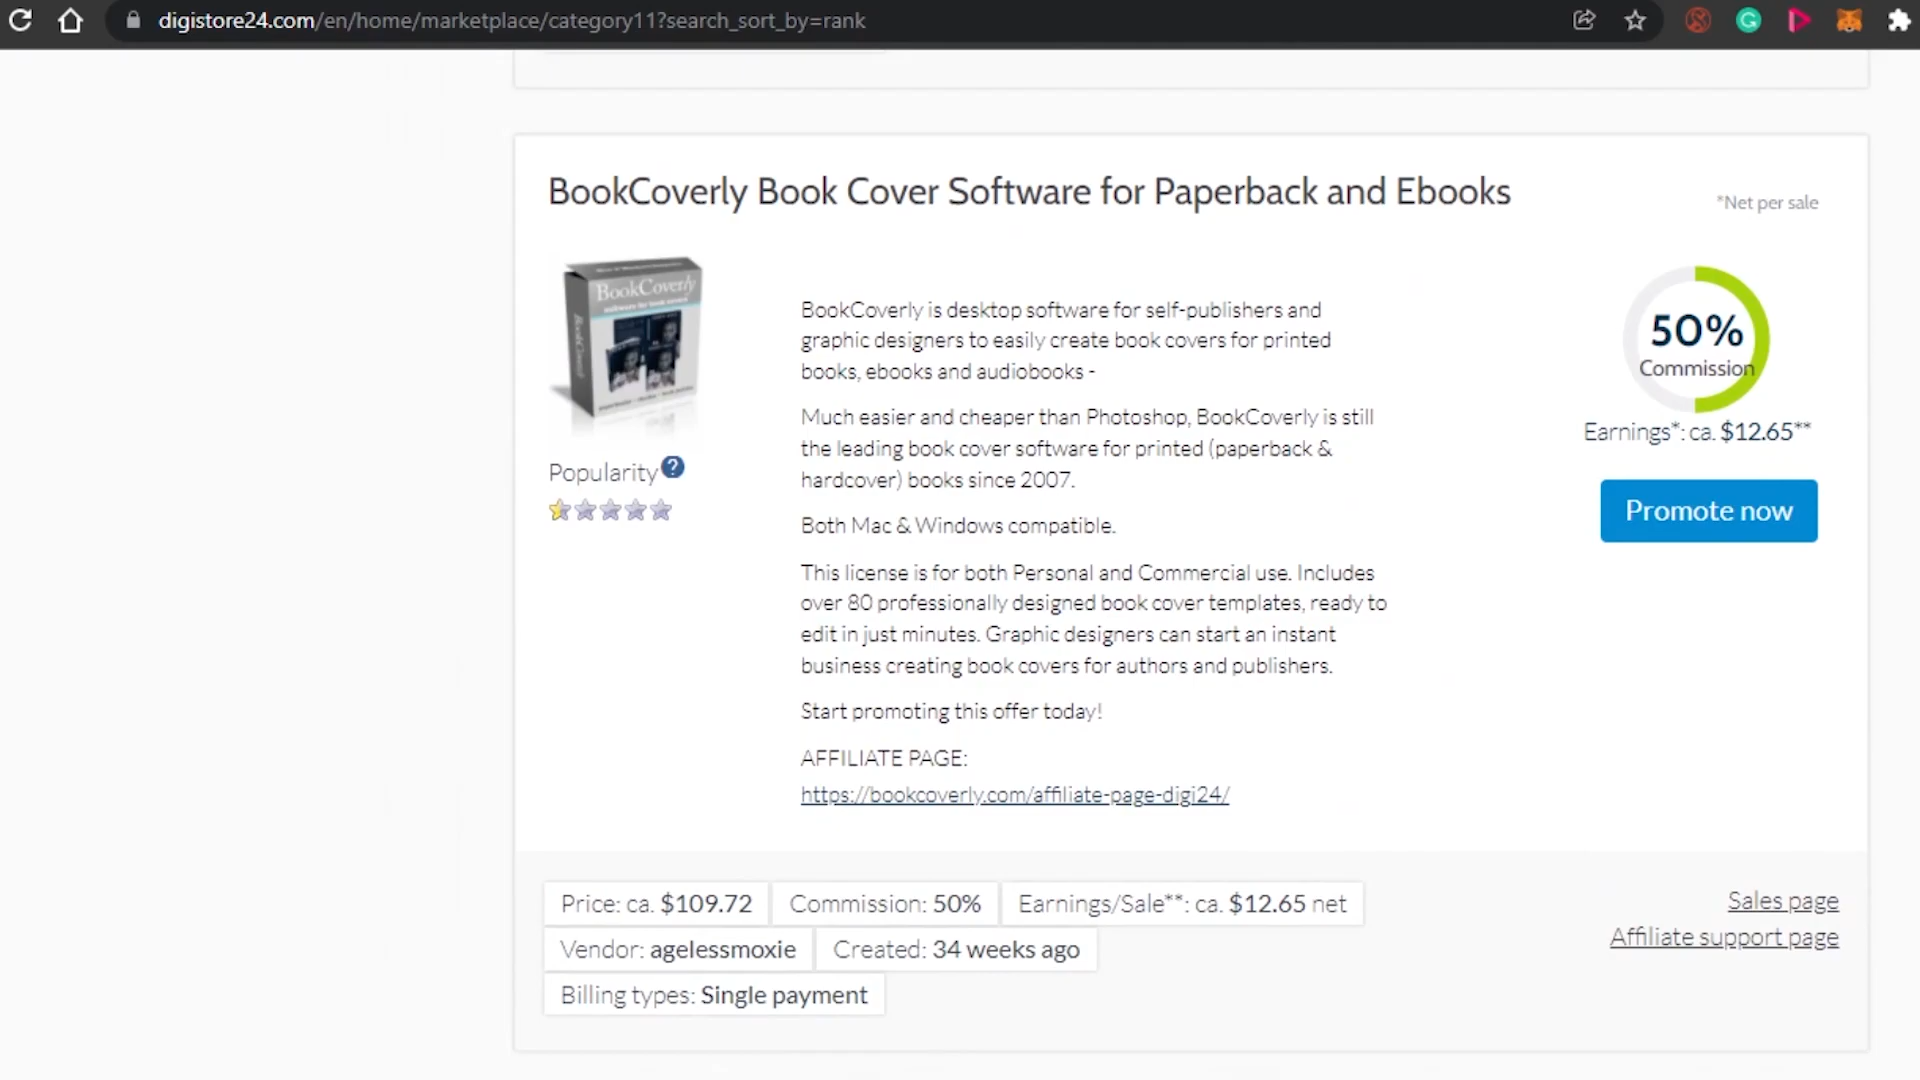 digistore24.com/en/home/marketplace/category11?search_sort_by=rank
BookCoverly Book Cover Software for Paperback and Ebooks
*Net per sale
BookCoverly
BookCoverly
BookCoverly is desktop software for self-publishers and
graphic designers to easily create book covers for printed
books, ebooks and audiobooks -
50%
Commission
Earnings*: ca. $12.65**
Much easier and cheaper than Photoshop, BookCoverly is still
the leading book cover software for printed (paperback &
hardcover) books since 2007.
Popularity ?
Promote now
Both Mac & Windows compatible.
This license is for both Personal and Commercial use. Includes
over 80 professionally designed book cover templates, ready to
edit in just minutes. Graphic designers can start an instant
business creating book covers for authors and publishers.
Start promoting this offer today!
AFFILIATE PAGE:
https://bookcoverly.com/affiliate-page-digi24/
Price: ca. $109.72 Commission: 50% Earnings/Sale**: ca. $12.65 net
Vendor: agelessmoxie Created: 34 weeks ago
Billing types: Single payment
Sales page
Affiliate support page